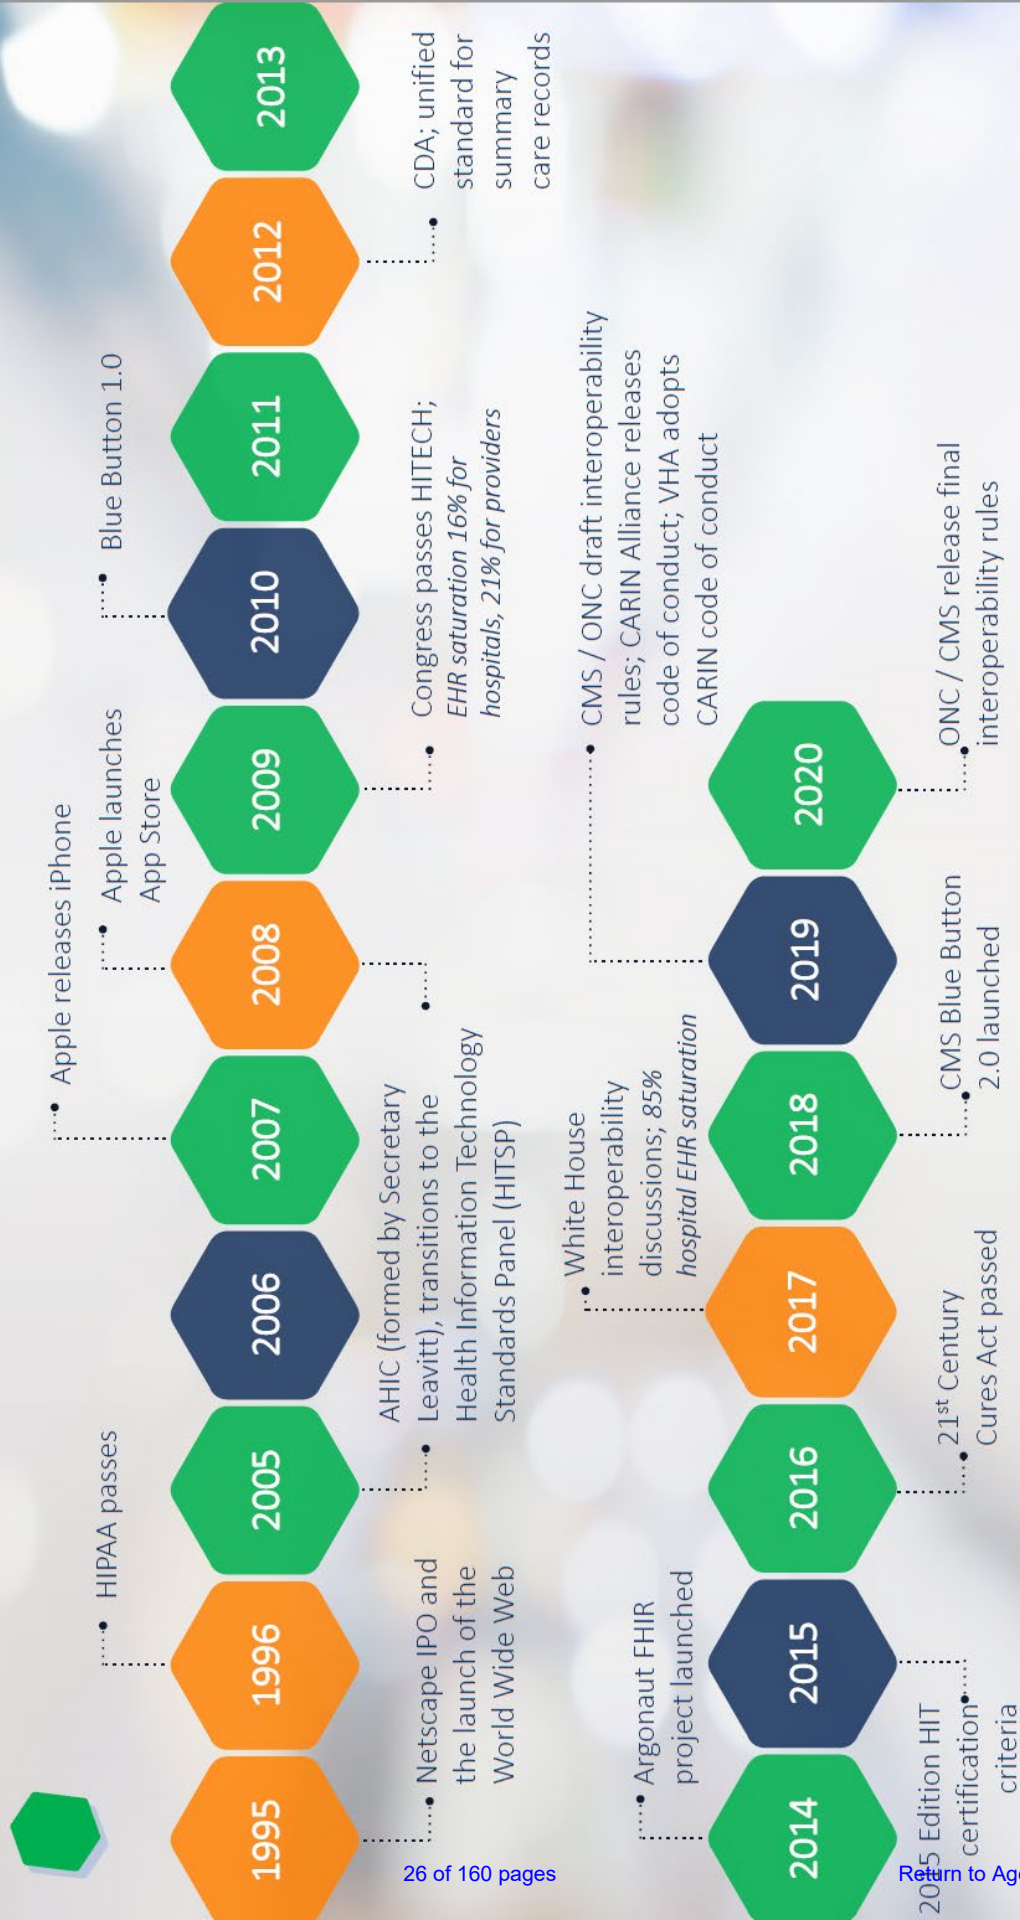 Apple releases iPhone
HIPAA passes
Apple launches
App Store
Blue Button 1.0
1995
1996
2005
2006
2007
2008
2009
2010
2011
2012
2013
Netscape IPO and
the launch of the
World Wide Web
AHIC (formed by Secretary
Leavitt), transitions to the
Health Information Technology
Standards Panel (HITSP)
Congress passes HITECH;
EHR saturation 16% for
hospitals, 21% for providers
CDA; unified
standard for
summary
care records
Argonaut FHIR
project launched
White House
interoperability
discussions; 85%
hospital EHR saturation
CMS / ONC draft interoperability
rules; CARIN Alliance releases
code of conduct; VHA adopts
CARIN code of conduct
2014
2015
2016
2017
2018
2019
2020
2015 Edition HIT
certification
criteria
21st Century
Cures Act passed
CMS Blue Button
2.0 launched
ONC / CMS release final
interoperability rules
26 of 160 pages
Return to Ag